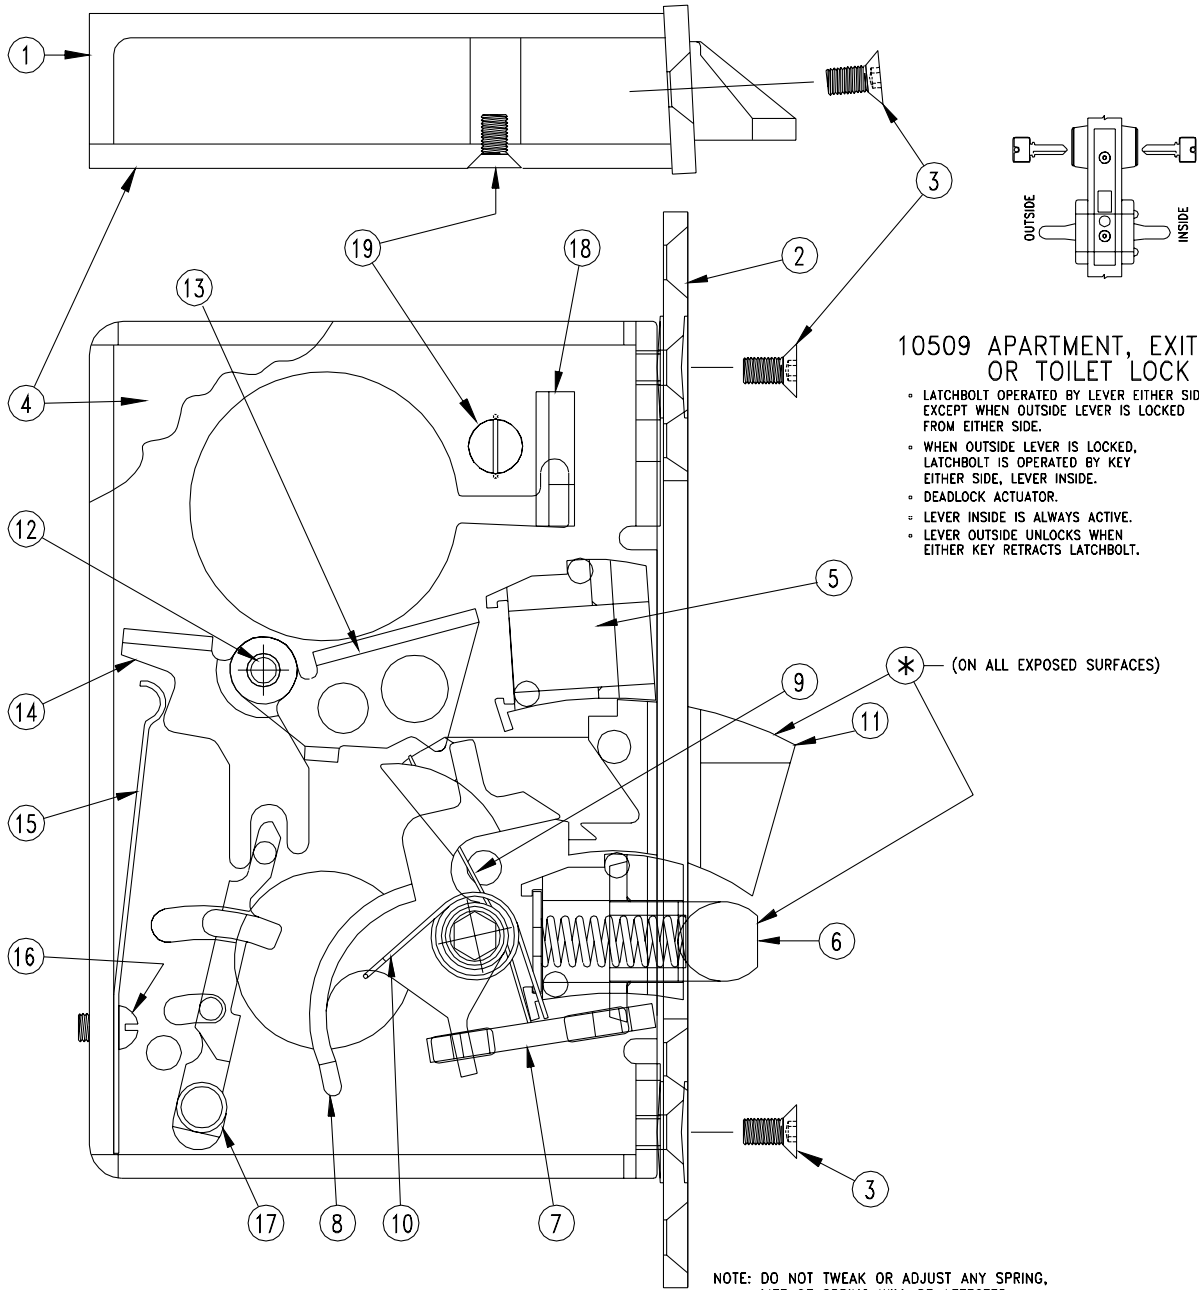 1
3
19
18
2
13
4
12
5
14
9
* (ON ALL EXPOSED SURFACES)
11
15
16
6
17
8
10
7
3
OUTSIDE
INSIDE
10509 APARTMENT, EXIT
OR TOILET LOCK
▫ LATCHBOLT OPERATED BY LEVER EITHER SID
EXCEPT WHEN OUTSIDE LEVER IS LOCKED
FROM EITHER SIDE.
▫ WHEN OUTSIDE LEVER IS LOCKED,
LATCHBOLT IS OPERATED BY KEY
EITHER SIDE, LEVER INSIDE.
▫ DEADLOCK ACTUATOR.
▫ LEVER INSIDE IS ALWAYS ACTIVE.
▫ LEVER OUTSIDE UNLOCKS WHEN
EITHER KEY RETRACTS LATCHBOLT.
NOTE: DO NOT TWEAK OR ADJUST ANY SPRING,